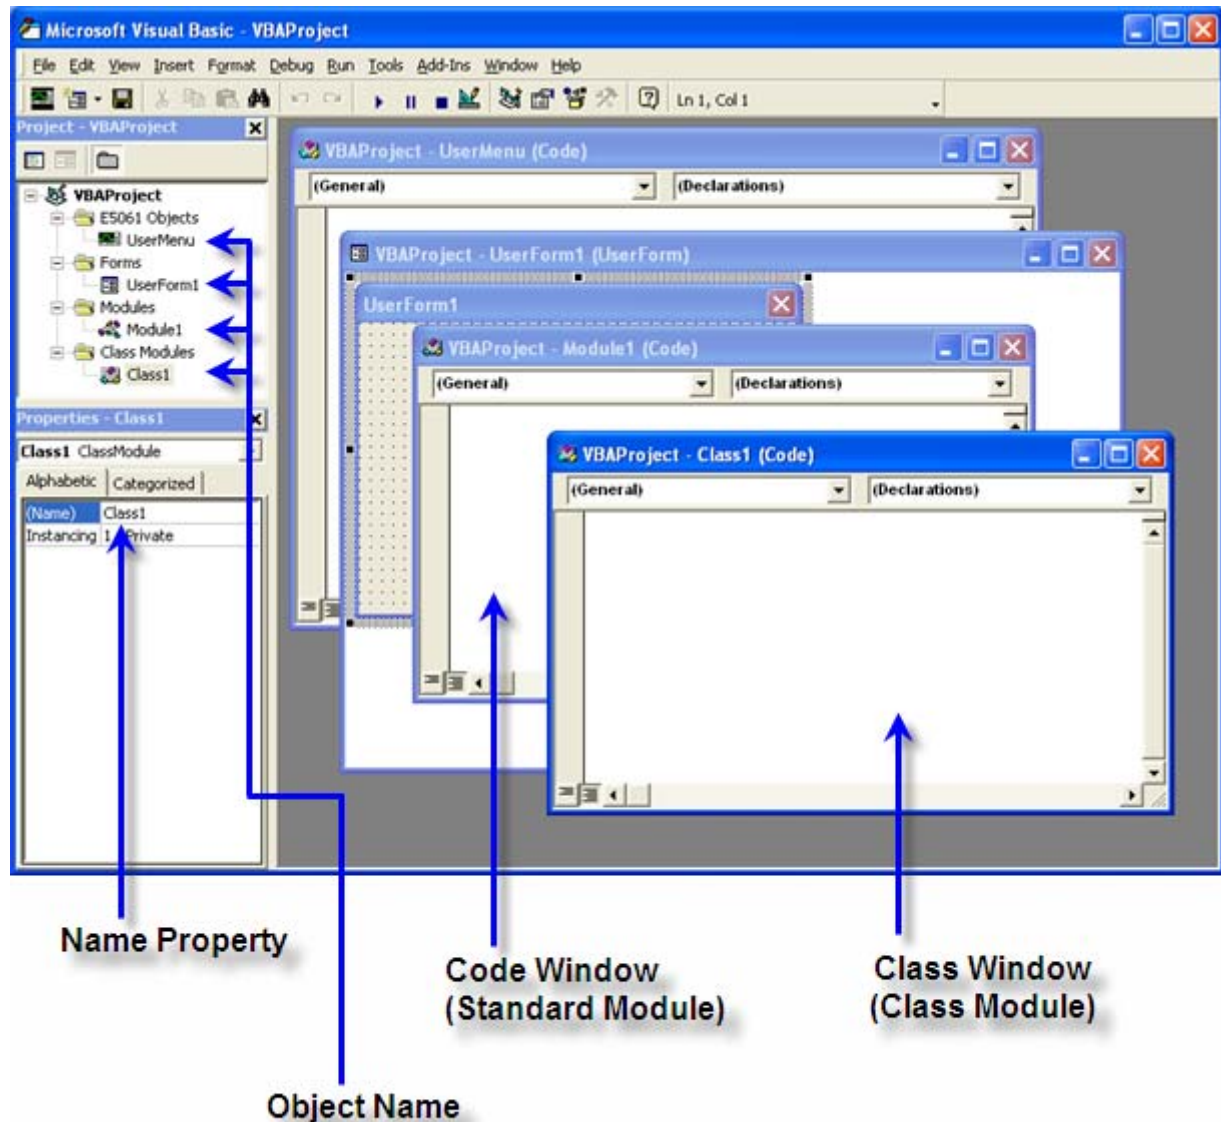 Microsoft Visual Basic - VBAProject
File Edit View Insert Format Debug Run Tools Add-Ins Window Help
Ln 1, Col 1
Project - VBAProject
VBAProject
E5061 Objects
UserMenu
Forms
UserForm1
Modules
Module1
Class Modules
Class1
Properties - Class1
Class1 ClassModule
Alphabetic Categorized
(Name) Class1
Instancing 1 - Private
VBAProject - UserMenu (Code)
(General) (Declarations)
VBAProject - UserForm1 (UserForm)
UserForm1
VBAProject - Module1 (Code)
(General) (Declarations)
VBAProject - Class1 (Code)
(General) (Declarations)
Name Property
Code Window
(Standard Module)
Class Window
(Class Module)
Object Name